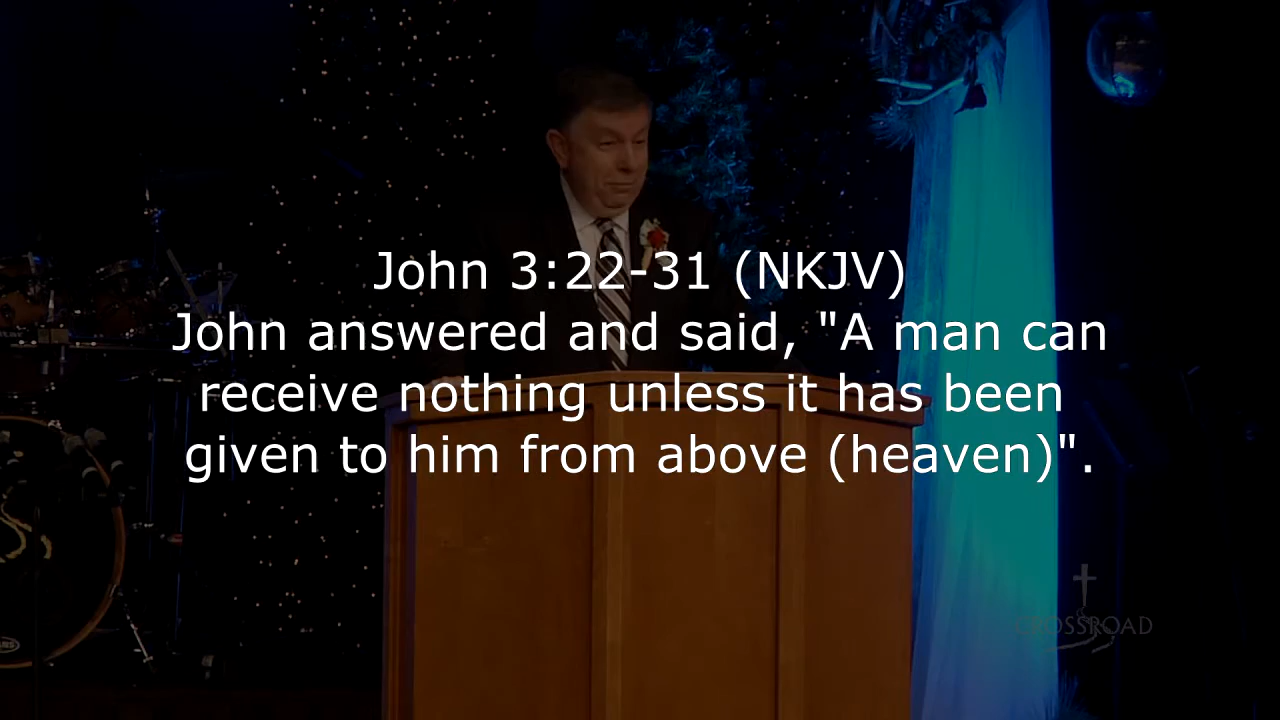 John 3:22-31 (NKJV)
John answered and said, "A man can
receive nothing unless it has been
given to him from above (heaven)".
CROSSROAD